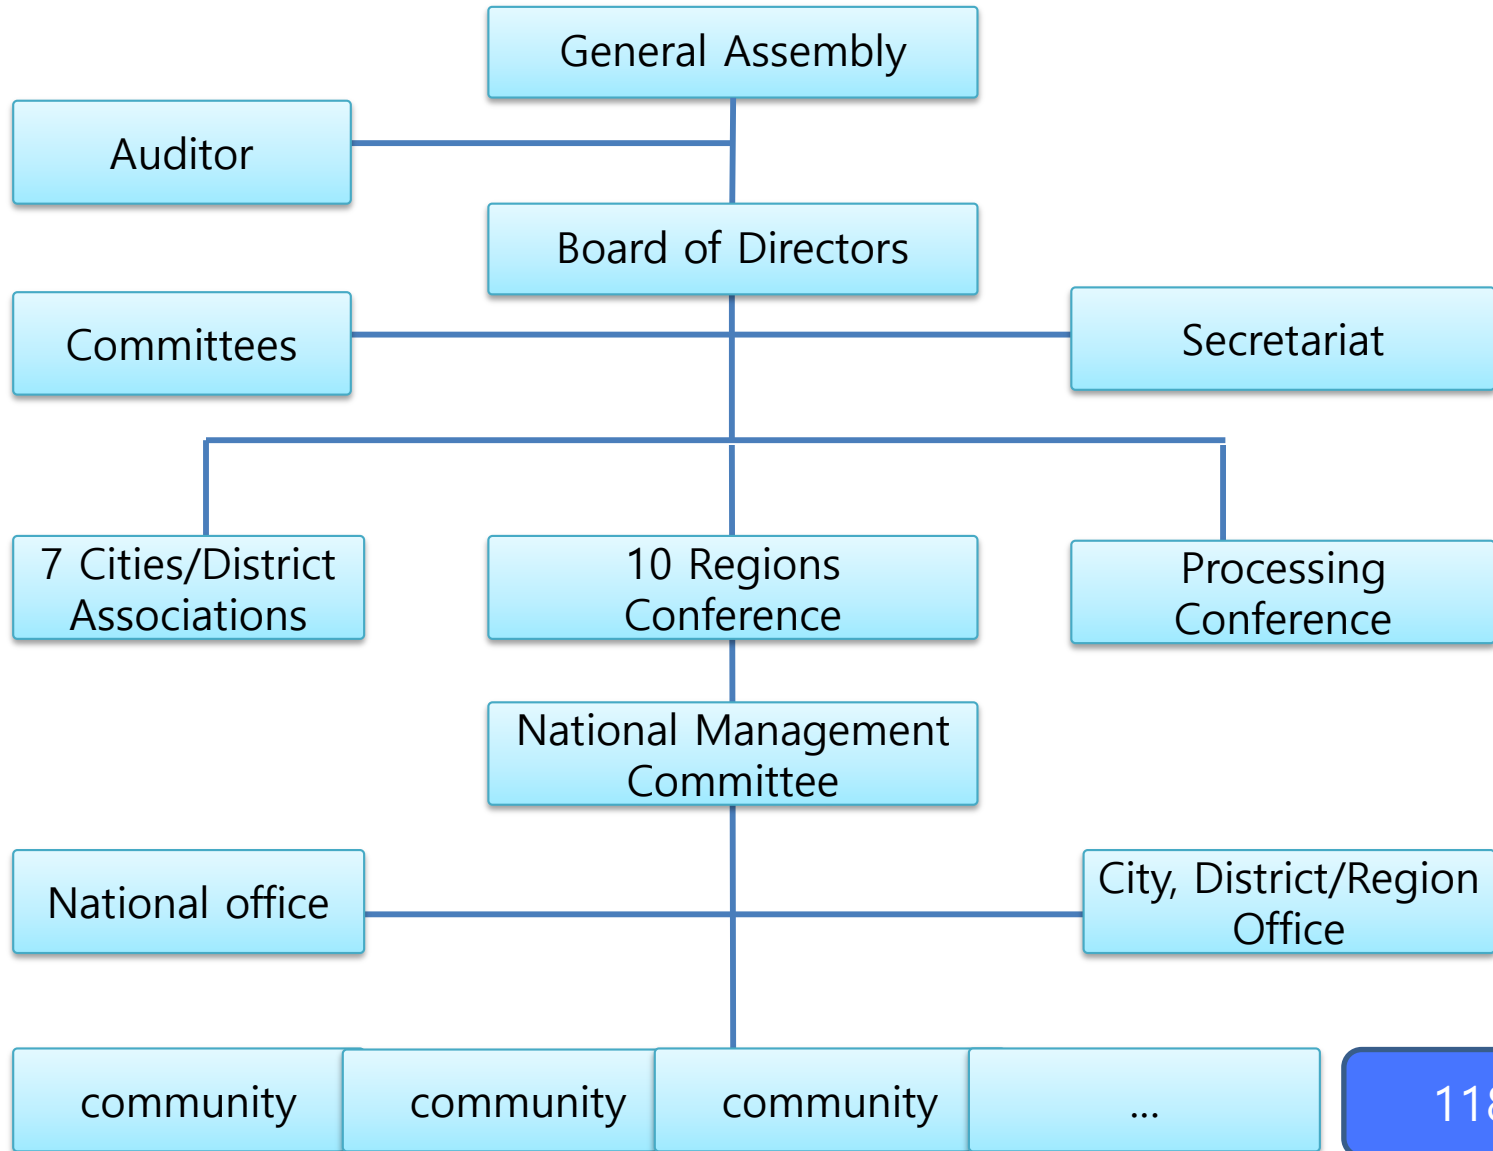 General Assembly
Auditor
Board of Directors
Committees
Secretariat
7 Cities/District
Associations
10 Regions
Conference
Processing
Conference
National Management
Committee
National office
City, District/Region
Office
community
community
community
...